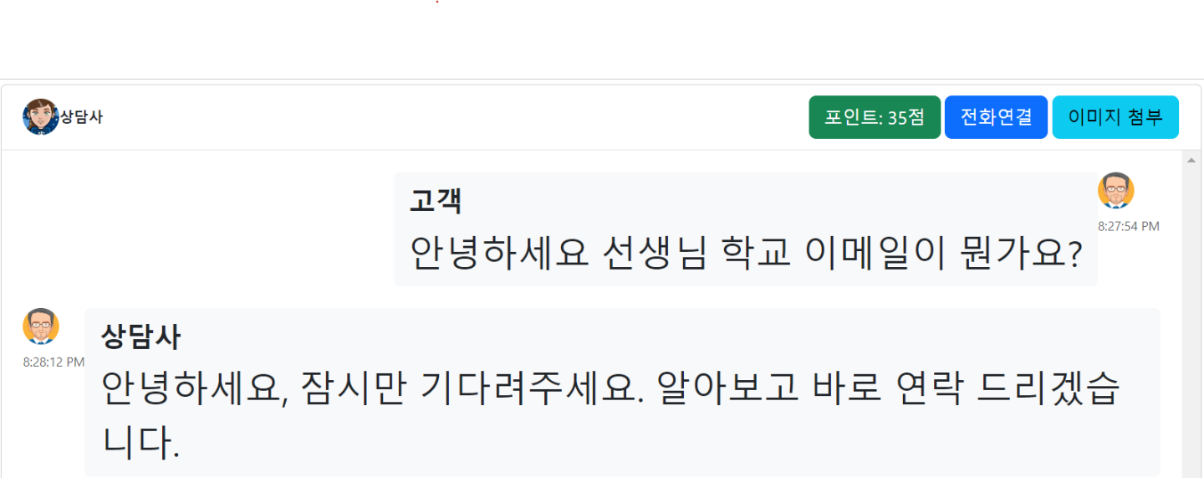 상담사
포인트: 35점
전화연결
이미지 첨부
고객
안녕하세요 선생님 학교 이메일이 뭔가요?
8:27:54 PM
상담사
8:28:12 PM
안녕하세요, 잠시만 기다려주세요. 알아보고 바로 연락 드리겠습
니다.